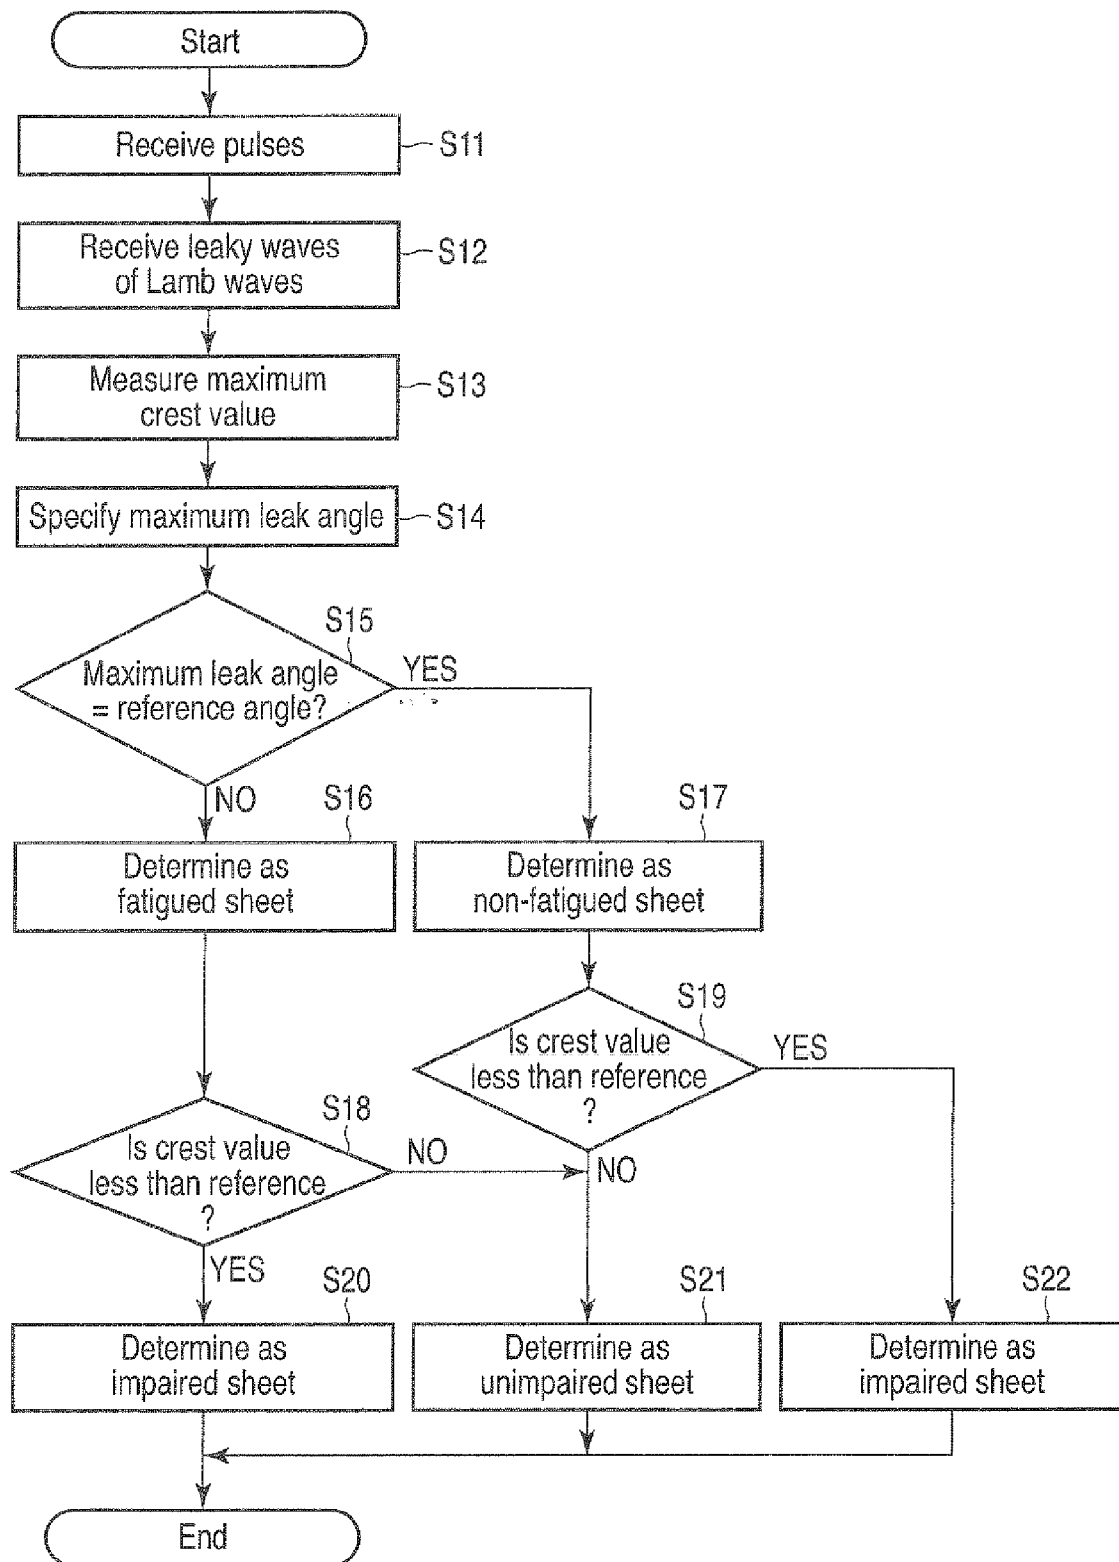 Start
Receive pulses
S11
Receive leaky waves
of Lamb waves
S12
Measure maximum
crest value
S13
Specify maximum leak angle
S14
S15
Maximum leak angle
= reference angle?
YES
NO
S16
Determine as
fatigued sheet
S17
Determine as
non-fatigued sheet
S19
Is crest value
less than reference
?
YES
NO
S18
Is crest value
less than reference
?
NO
YES
S20
Determine as
impaired sheet
S21
Determine as
unimpaired sheet
S22
Determine as
impaired sheet
End